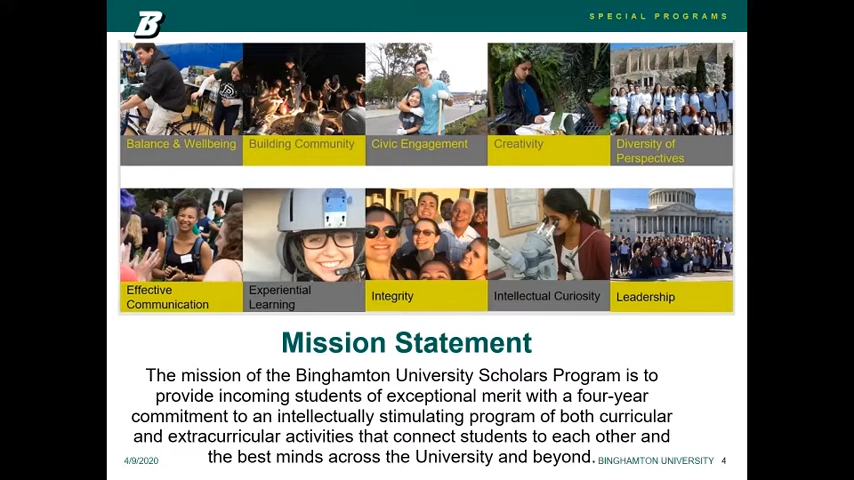 B
SPECIAL PROGRAMS
Balance & Wellbeing
Building Community
Civic Engagement
Creativity
Diversity of
Perspectives
Effective
Communication
Experiential
Learning
Integrity
Intellectual Curiosity
Leadership
Mission Statement
The mission of the Binghamton University Scholars Program is to
provide incoming students of exceptional merit with a four-year
commitment to an intellectually stimulating program of both curricular
and extracurricular activities that connect students to each other and
the best minds across the University and beyond.
4/9/2020
BINGHAMTON UNIVERSITY 4